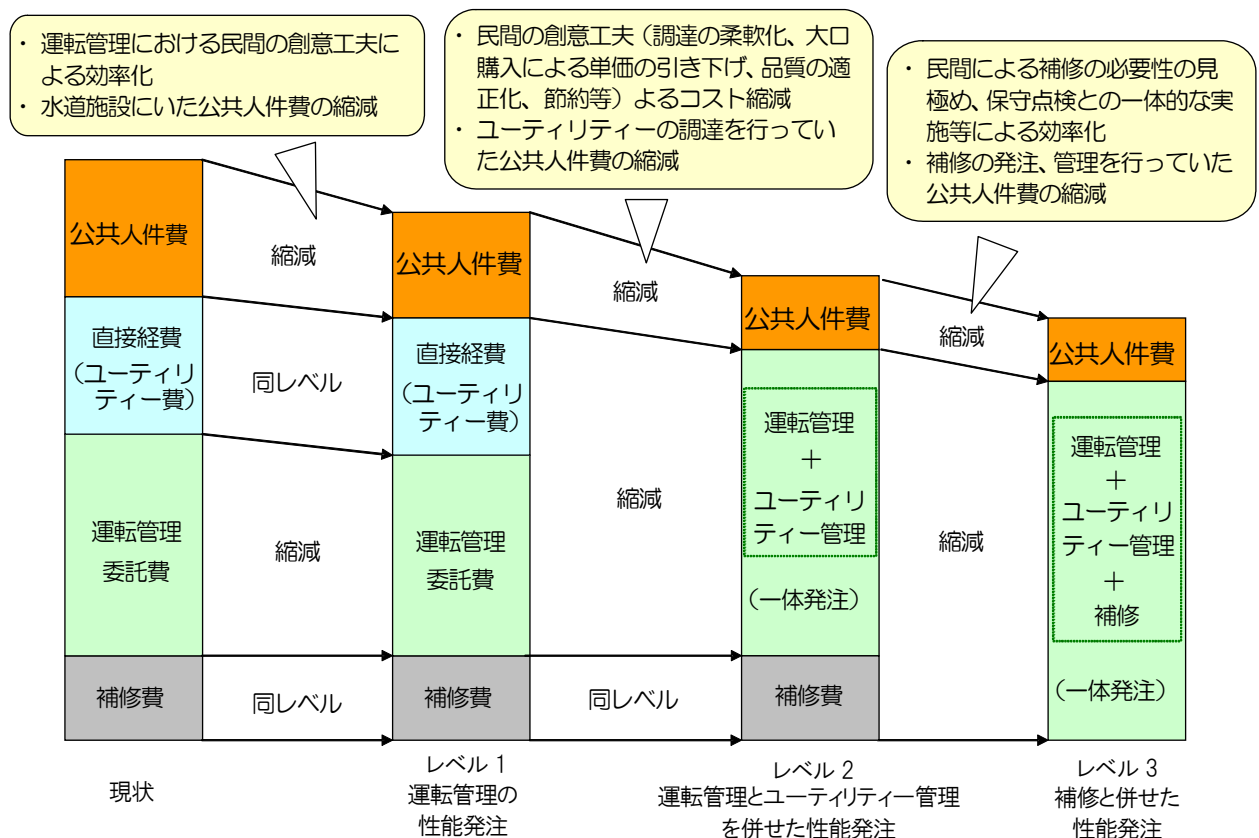 ・ 運転管理における民間の創意工夫に
よる効率化
・ 水道施設にいた公共人件費の縮減
・ 民間の創意工夫（調達の柔軟化、大口
購入による単価の引き下げ、品質の適
正化、節約等）よるコスト縮減
・ ユーティリティーの調達を行ってい
た公共人件費の縮減
・ 民間による補修の必要性の見
極め、保守点検との一体的な実
施等による効率化
・ 補修の発注、管理を行っていた
公共人件費の縮減
公共人件費
直接経費
（ユーティリ
ティー費）
運転管理
委託費
補修費
縮減
同レベル
縮減
同レベル
公共人件費
直接経費
（ユーティリ
ティー費）
運転管理
委託費
補修費
縮減
縮減
同レベル
公共人件費
運転管理
＋
ユーティリ
ティー管理
（一体発注）
補修費
縮減
縮減
公共人件費
運転管理
＋
ユーティリ
ティー管理
＋
補修
（一体発注）
現状
レベル 1
運転管理の
性能発注
レベル 2
運転管理とユーティリティー管理
を併せた性能発注
レベル 3
補修と併せた
性能発注